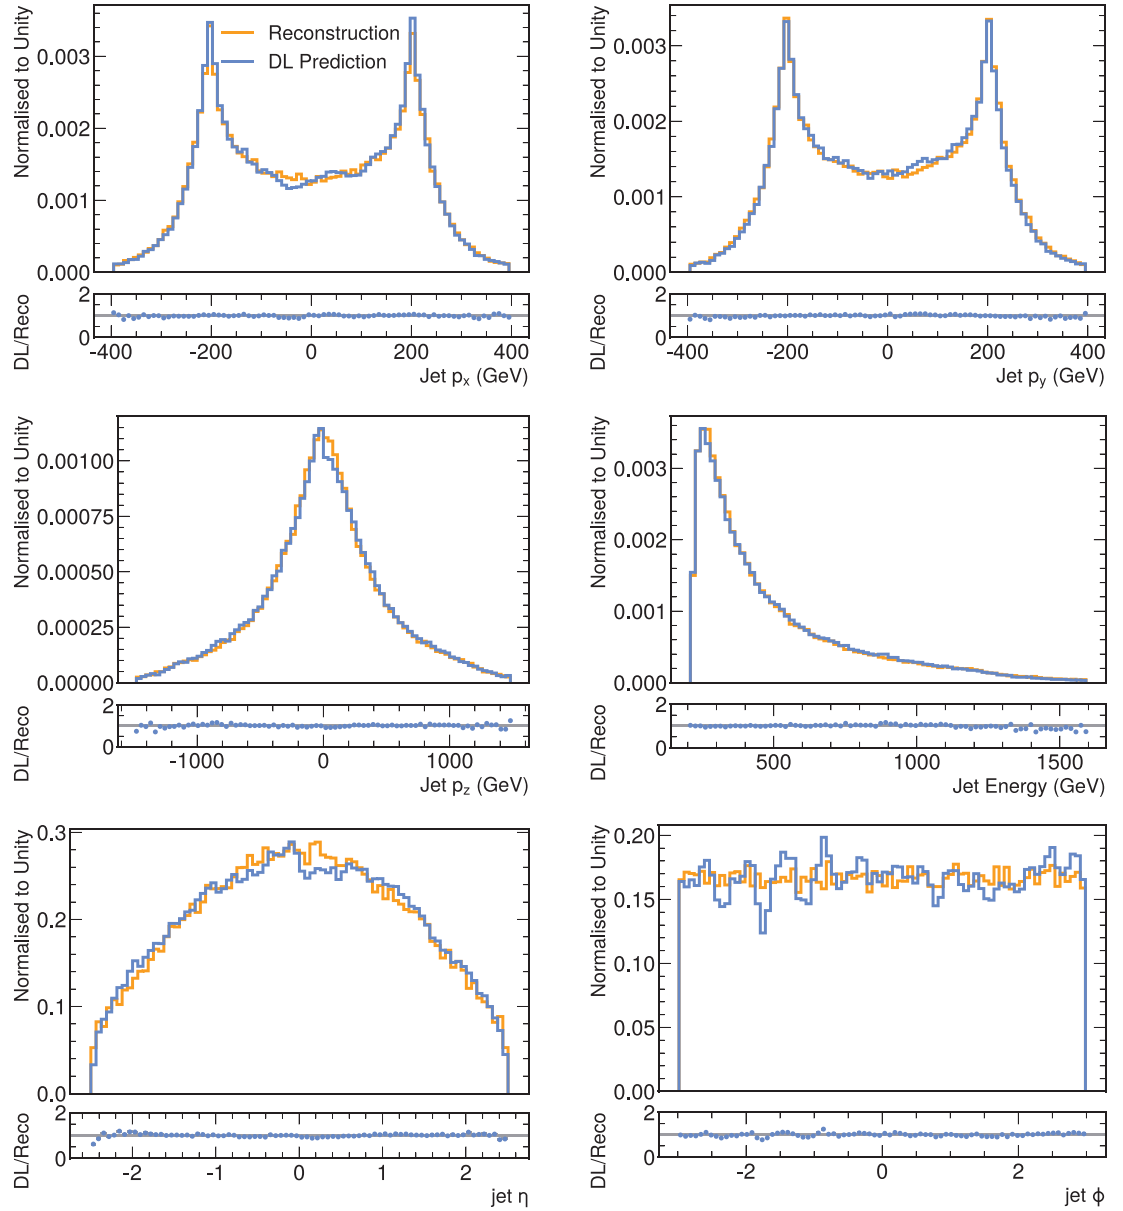 Normalised to Unity
0.003
0.002
0.001
0.000
Reconstruction
DL Prediction
DL/Reco
2
0
-400 -200 0 200 400
Jet px (GeV)
Normalised to Unity
0.003
0.002
0.001
0.000
DL/Reco
2
0
-400 -200 0 200 400
Jet py (GeV)
Normalised to Unity
0.00100
0.00075
0.00050
0.00025
0.00000
DL/Reco
2
0
-1000 0 1000
Jet pz (GeV)
Normalised to Unity
0.003
0.002
0.001
0.000
DL/Reco
2
0
500 1000 1500
Jet Energy (GeV)
Normalised to Unity
0.3
0.2
0.1
0.0
DL/Reco
2
0
-2 -1 0 1 2
jet η
Normalised to Unity
0.20
0.15
0.10
0.05
0.00
DL/Reco
2
0
-2 0 2
jet ϕ